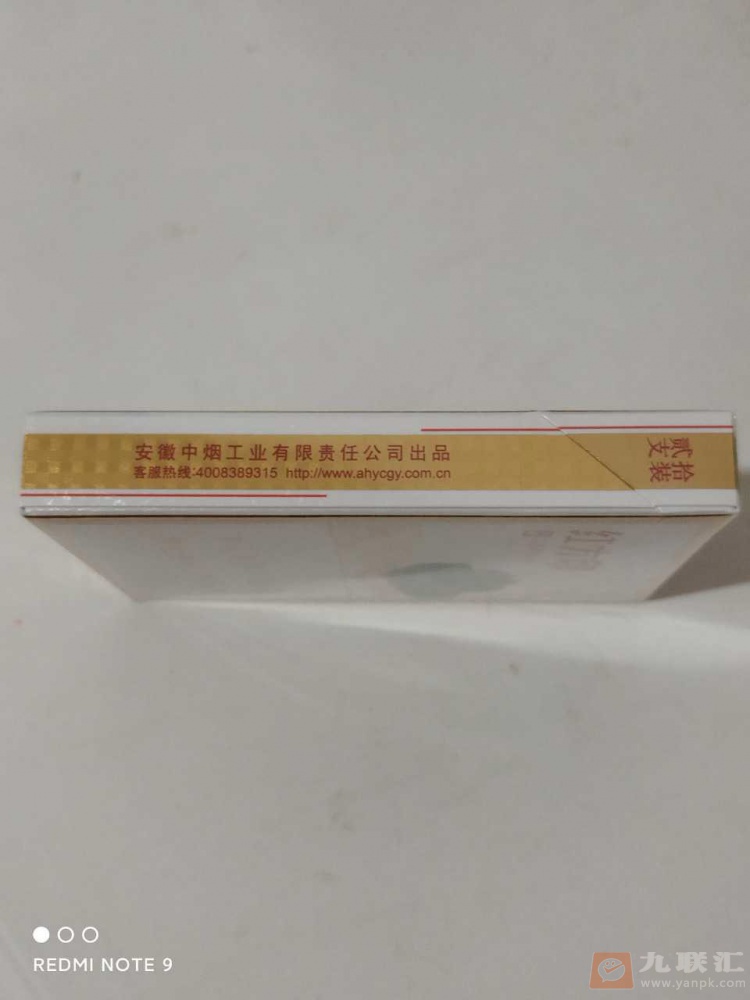 安徽中烟工业有限责任公司出品
客服热线:4008389315 http://www.ahycgy.com.cn
贰拾
支装
REDMI NOTE 9
九联汇
www.yanpk.com